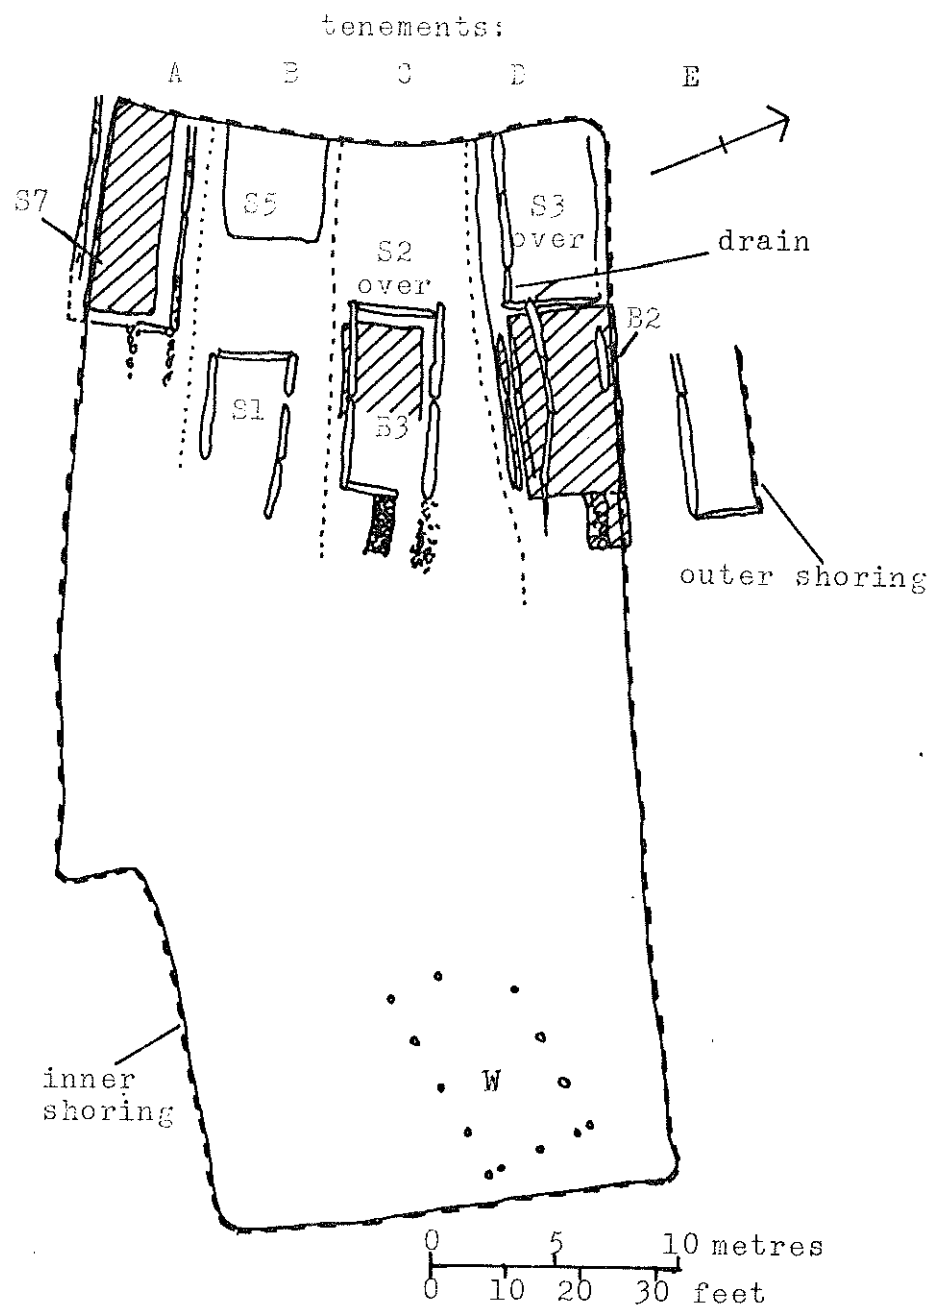 tenements:
A B C D E
S7
S5
S3
over
S2
over
drain
B2
S1
B3
outer shoring
W
inner
shoring
0 5 10 metres
0 10 20 30 feet